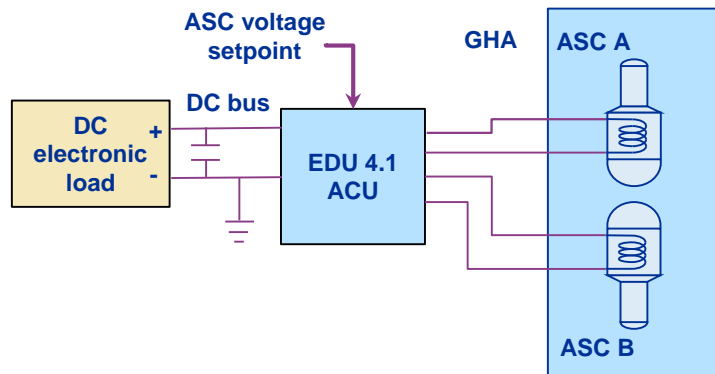 ASC voltage
setpoint
GHA
ASC A
DC bus
DC
electronic
load
+
-
EDU 4.1
ACU
ASC B